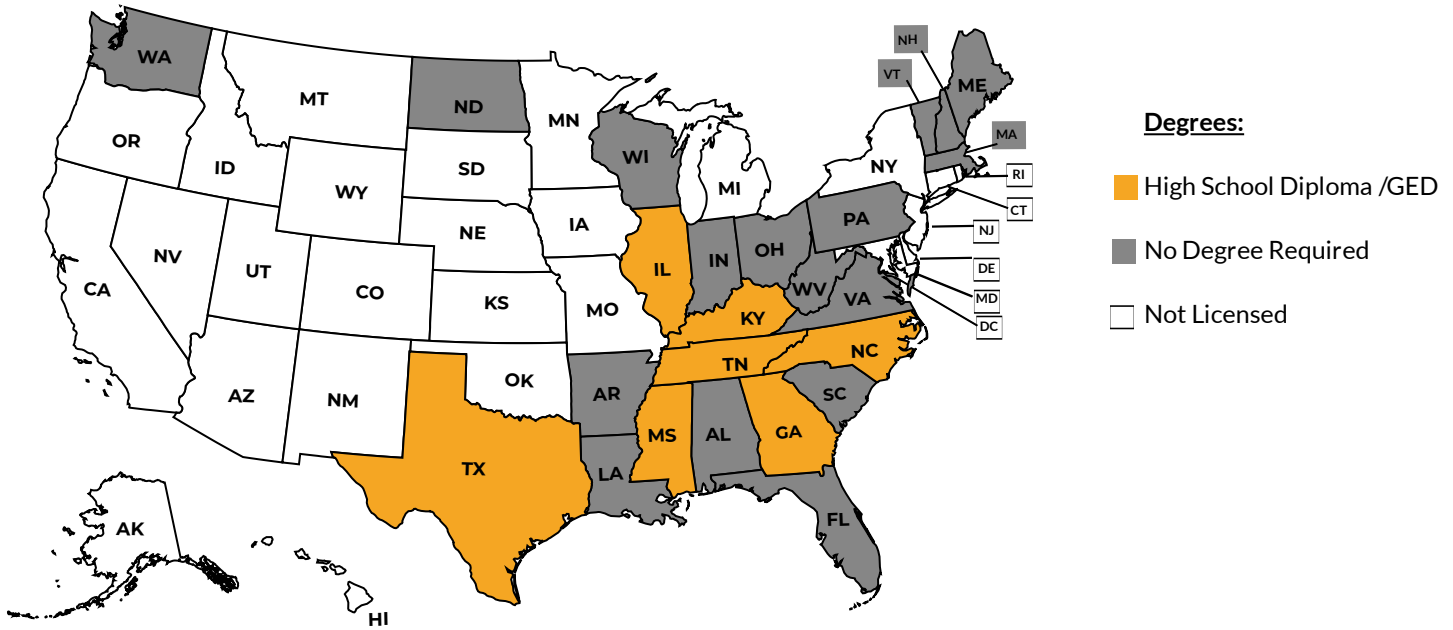 NH
WA
VT
ME
MT
ND
MN
MA
OR
WI
NY
ID
SD
MI
RI
WY
CT
PA
IA
NE
NJ
OH
NV
IN
UT
IL
DE
CA
CO
WV
KS
VA
MD
MO
KY
DC
NC
TN
OK
AZ
NM
AR
SC
MS
AL
GA
TX
LA
FL
AK
HI
Degrees:
High School Diploma /GED
No Degree Required
Not Licensed